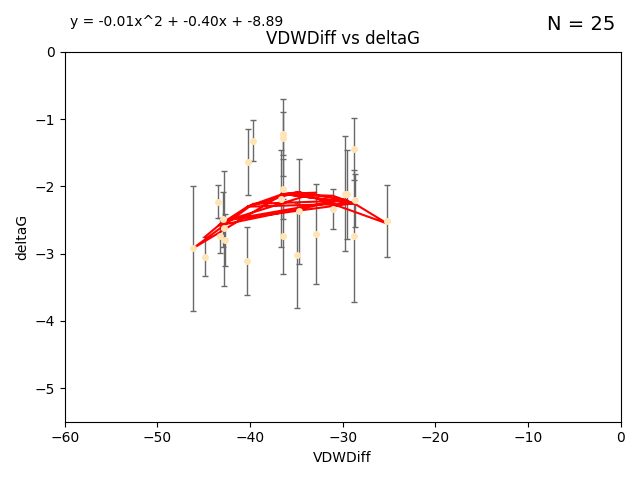 y = -0.01x^2 + -0.40x + -8.89
N = 25
VDWDiff vs deltaG
0
−1
−2
−3
−4
−5
deltaG
−60 −50 −40 −30 −20 −10 0
VDWDiff